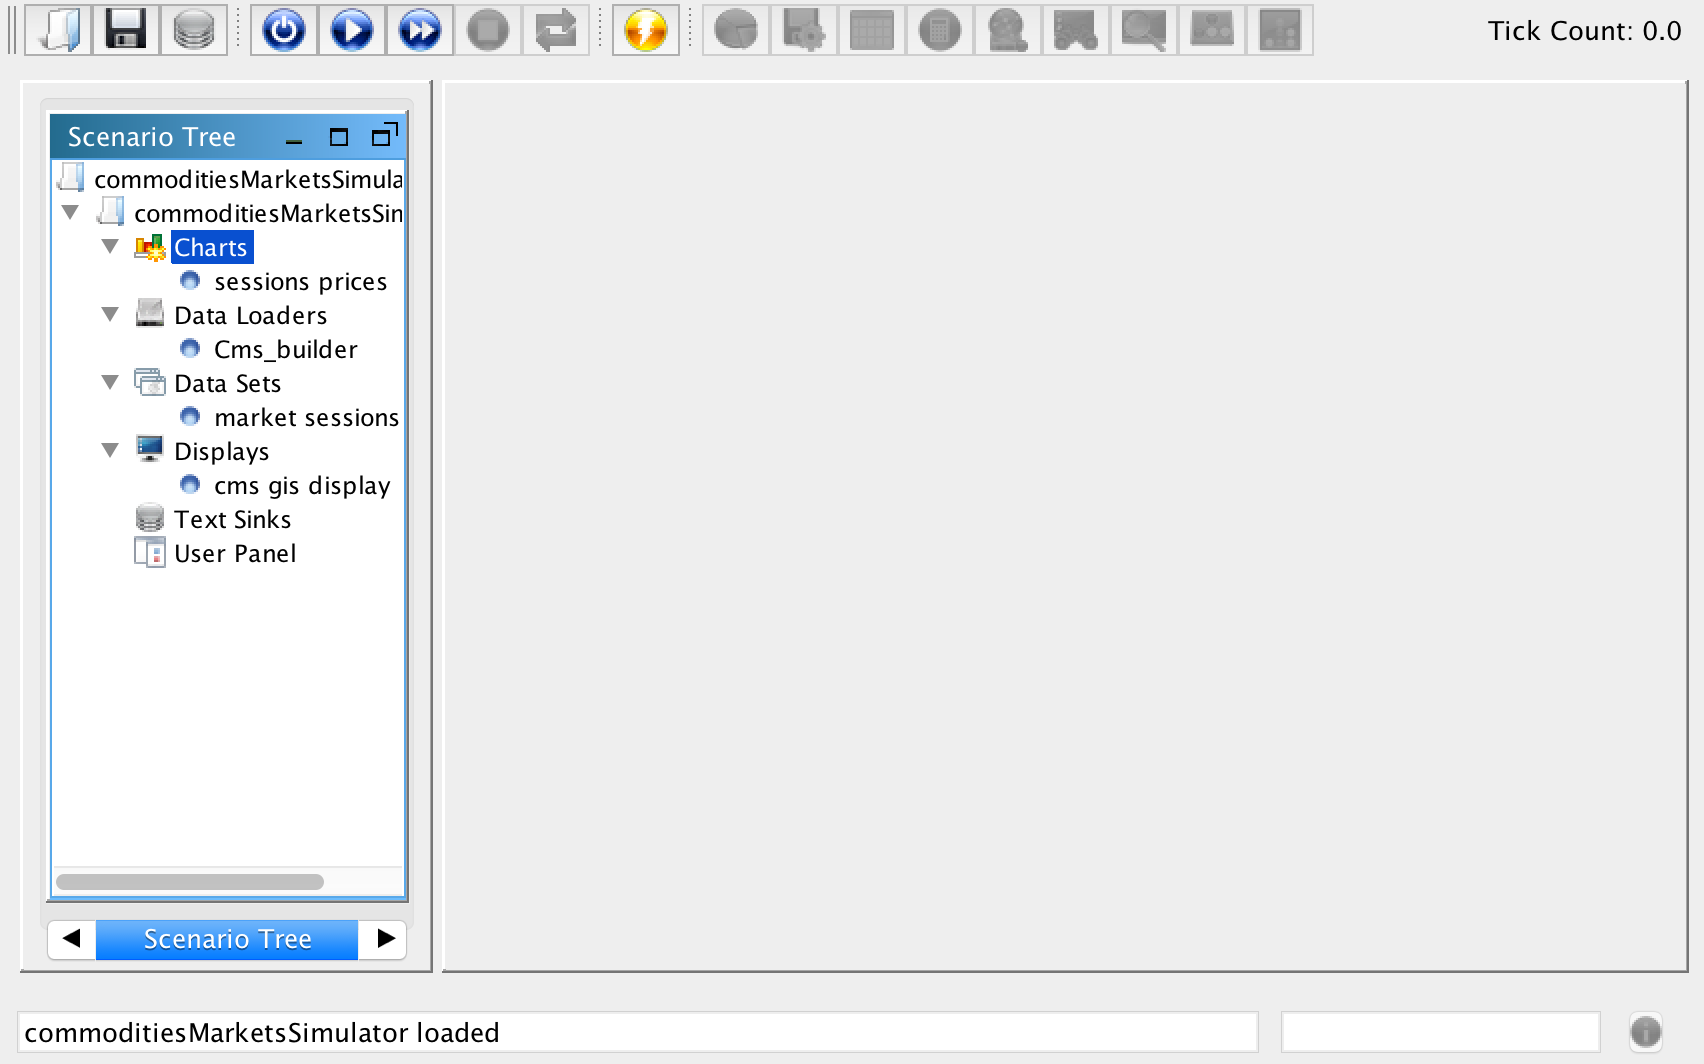 Tick Count: 0.0
Scenario Tree
commoditiesMarketsSimula
commoditiesMarketsSin
Charts
sessions prices
Data Loaders
Cms_builder
Data Sets
market sessions
Displays
cms gis display
Text Sinks
User Panel
Scenario Tree
commoditiesMarketsSimulator loaded